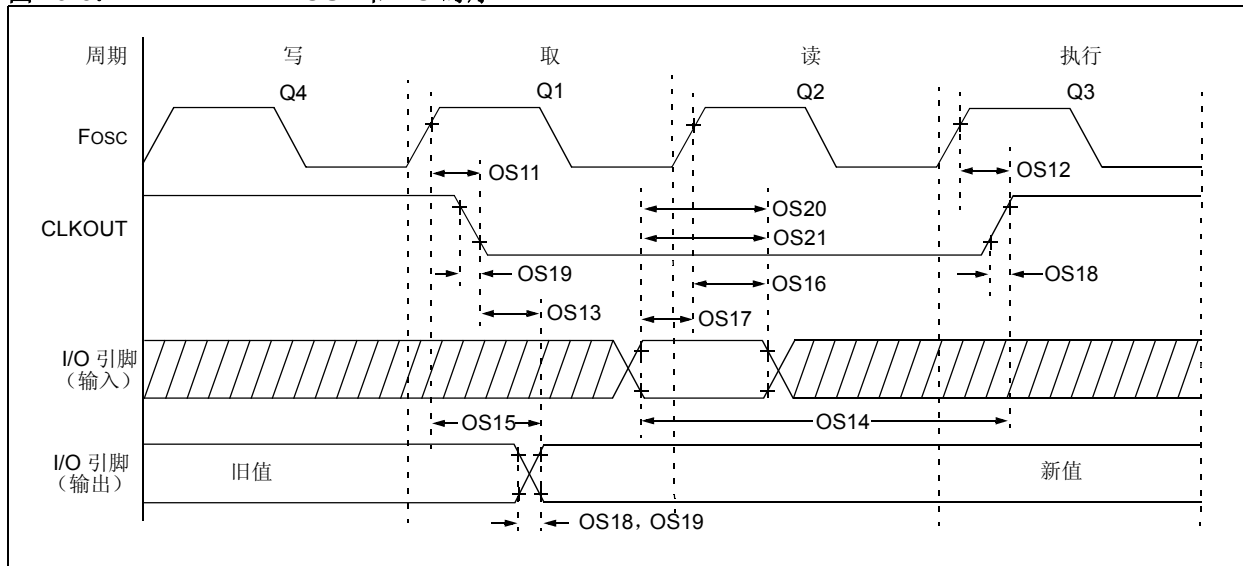 周期 写 取 读 执行
Q4 Q1 Q2 Q3
Fosc
OS11 OS12
CLKOUT
OS20
OS21
OS19 OS16 OS18
OS13 OS17
I/O 引脚
（输入）
OS15 OS14
I/O 引脚
（输出）
旧值 新值
OS18，OS19